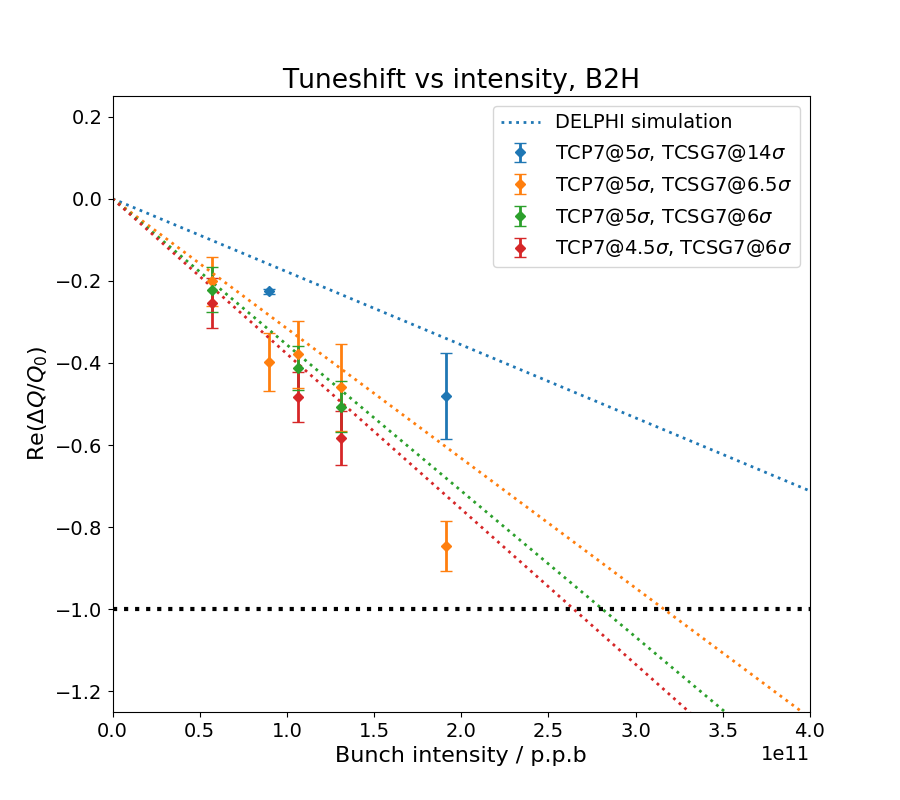 Tuneshift vs intensity, B2H
DELPHI simulation
TCP7@5σ, TCSG7@14σ
TCP7@5σ, TCSG7@6.5σ
TCP7@5σ, TCSG7@6σ
TCP7@4.5σ, TCSG7@6σ
Re(ΔQ/Q₀)
0.2
0.0
−0.2
−0.4
−0.6
−0.8
−1.0
−1.2
0.0 0.5 1.0 1.5 2.0 2.5 3.0 3.5 4.0
1e11
Bunch intensity / p.p.b